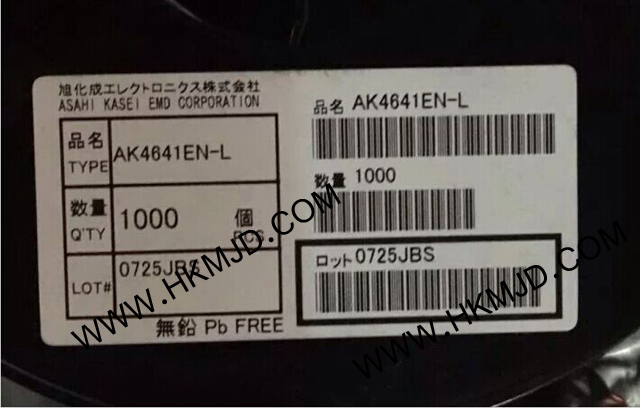 旭化成エレクトロニクス株式会社
ASAHI KASEI EMD CORPORATION
品名
TYPE
AK4641EN-L
数量
Q'TY
1000
個
PCS
LOT#
0725JBS
無鉛 Pb FREE
品名 AK4641EN-L
数量 1000
ロット 0725JBS
WWW.HKMJD.COM
WWW.HKMJD.COM